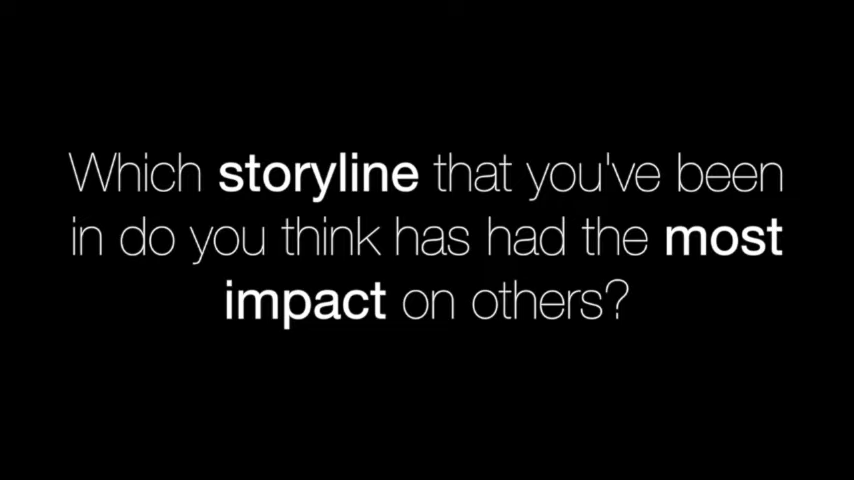 Which storyline that you've been
in do you think has had the most
impact on others?